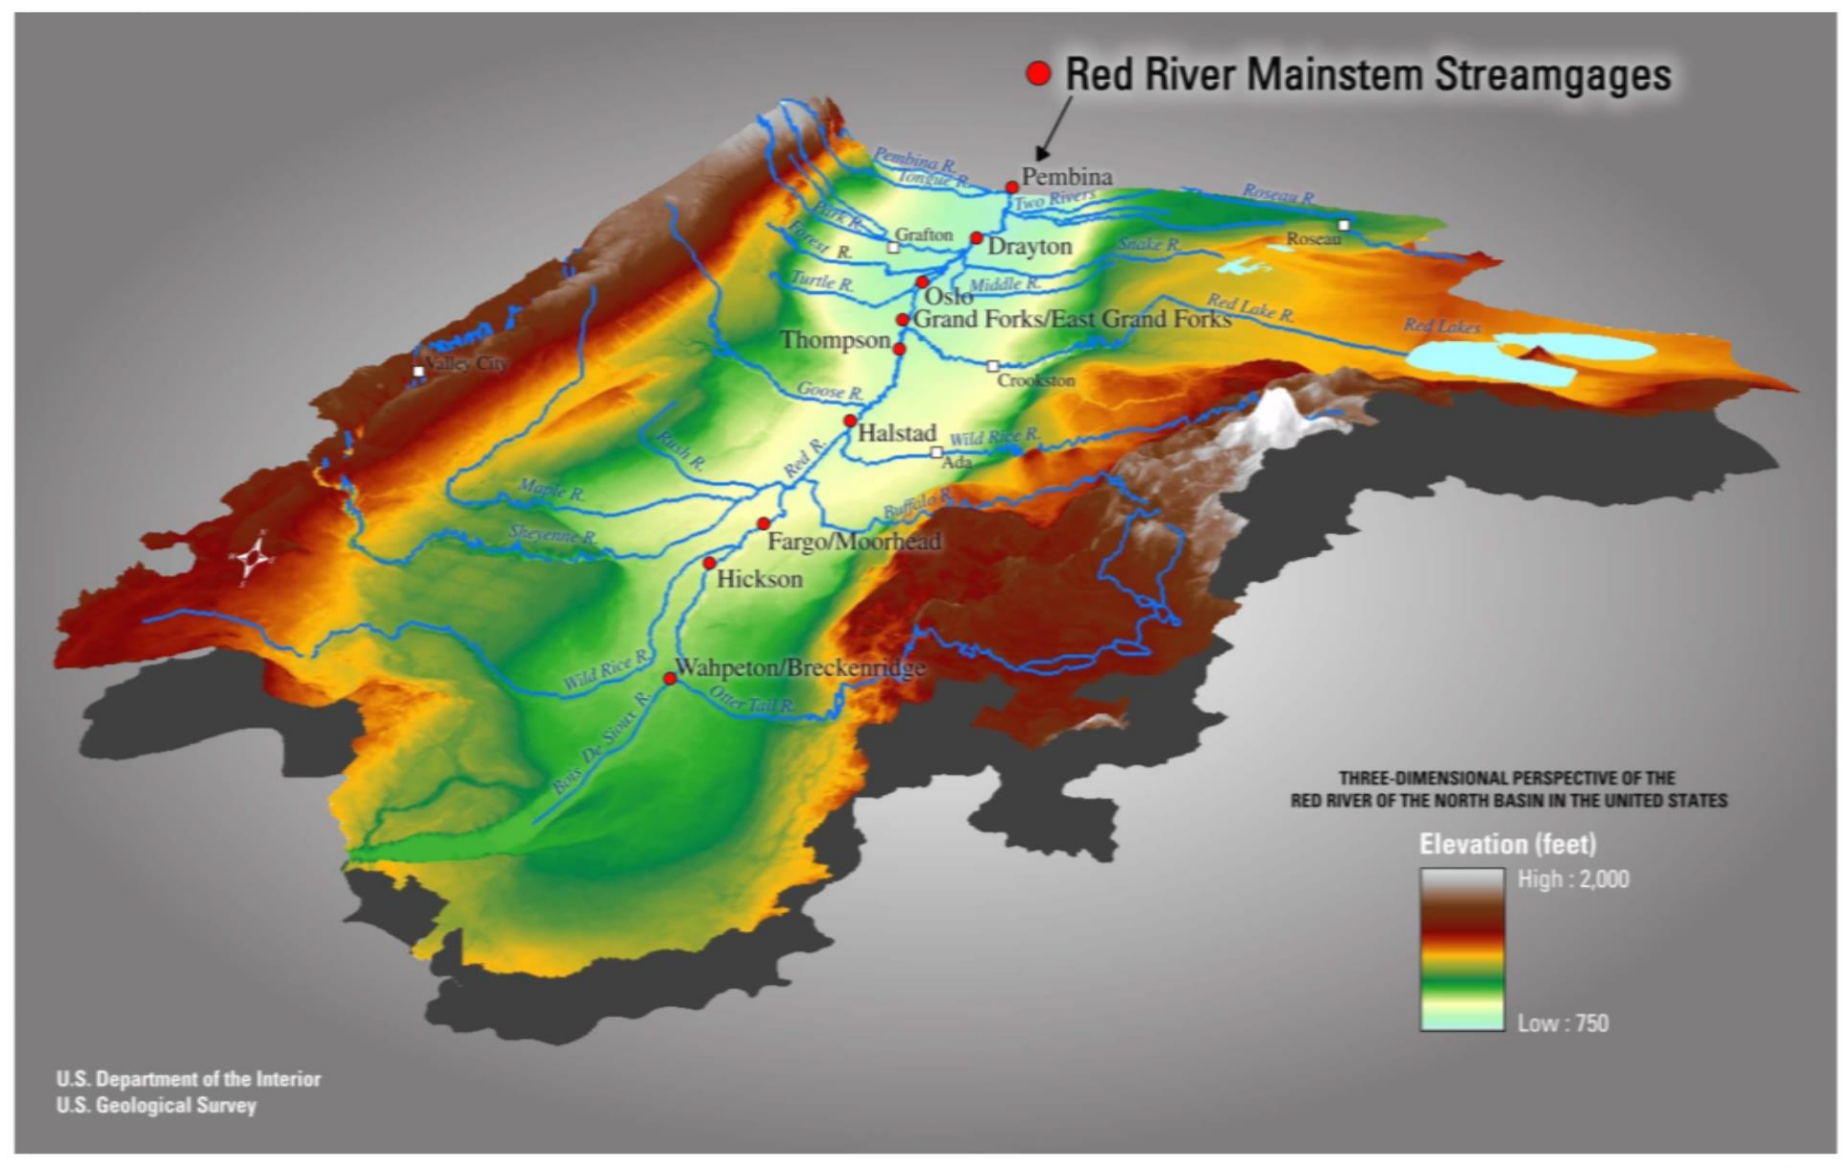 Red River Mainstem Streamgages
Pembina R.
Tongue R.
Pembina
Two Rivers
Roseau R.
Park R.
Grafton
Drayton
Snake R.
Roseau
Forest R.
Turtle R.
Oslo
Middle R.
Red Lake R.
Red Lakes
Grand Forks/East Grand Forks
Thompson
Valley City
Crookston
Goose R.
Halstad
Wild Rice R.
Ada
Rush R.
Red R.
Maple R.
Buffalo R.
Sheyenne R.
Fargo/Moorhead
Hickson
Wild Rice R.
Wahpeton/Breckenridge
Otter Tail R.
Bois De Sioux R.
THREE-DIMENSIONAL PERSPECTIVE OF THE
RED RIVER OF THE NORTH BASIN IN THE UNITED STATES
Elevation (feet)
High : 2,000
Low : 750
U.S. Department of the Interior
U.S. Geological Survey